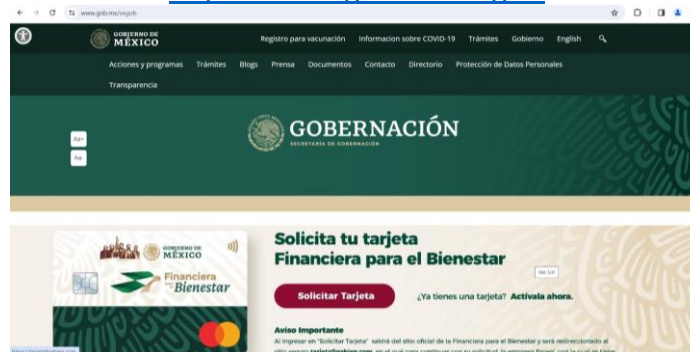 www.gob.mx/segob
GOBIERNO DE
MÉXICO
Registro para vacunación Informacion sobre COVID-19 Trámites Gobierno English
Acciones y programas Trámites Blogs Prensa Documentos Contacto Directorio Protección de Datos Personales
Transparencia
Aa+
Aa-
GOBERNACIÓN
SECRETARÍA DE GOBERNACIÓN
GOBIERNO DE
MÉXICO
Financiera
para el
Bienestar
Solicita tu tarjeta
Financiera para el Bienestar
Ver Url
Solicitar Tarjeta
¿Ya tienes una tarjeta? Actívala ahora.
Aviso Importante
Al ingresar en "Solicitar Tarjeta" saldrá del sitio oficial de la Financiera para el Bienestar y será redireccionado al